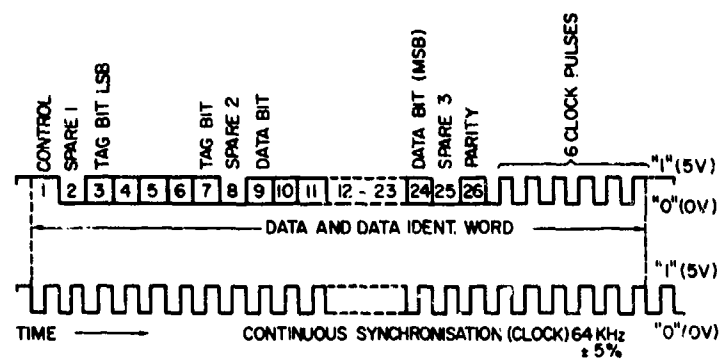 CONTROL
SPARE 1
TAG BIT LSB
TAG BIT
SPARE 2
DATA BIT
DATA BIT (MSB)
SPARE 3
PARITY
6 CLOCK PULSES
1 2 3 4 5 6 7 8 9 10 11 12 - 23 24 25 26
"1" (5V)
"0" (0V)
DATA AND DATA IDENT. WORD
"1" (5V)
TIME
CONTINUOUS SYNCHRONISATION (CLOCK) 64 KHz
± 5%
"0" (0V)